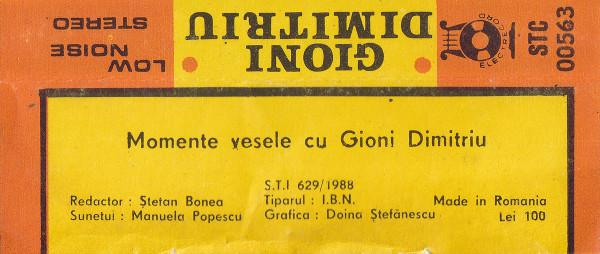 GIONI
DIMITRIU
LOW
NOISE
STEREO
ELECTRECORD
STC
00563
Momente vesele cu Gioni Dimitriu
S.T.I 629/1988
Redactor : Ștefan Bonea
Tiparul : I.B.N.
Made in Romania
Sunetui : Manuela Popescu
Grafica : Doina Ștefănescu
Lei 100